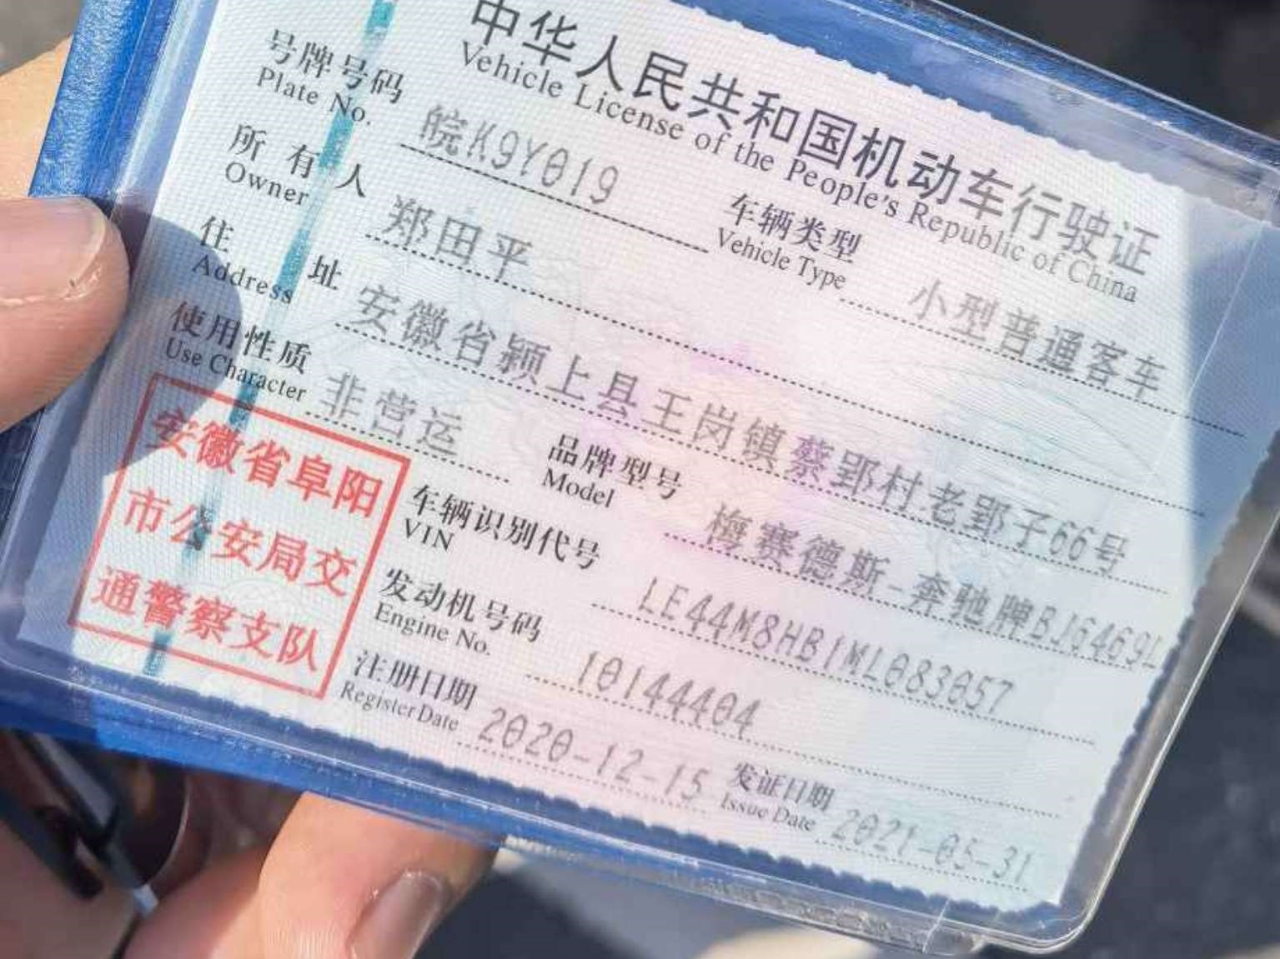 中华人民共和国机动车行驶证
Vehicle License of the People's Republic of China
号牌号码 皖K9Y019 车辆类型 小型普通客车
Plate No. Vehicle Type
所有人 郑田平
Owner
住址 安徽省颍上县王岗镇蔡郢村老郢子66号
Address
使用性质 非营运 品牌型号 梅赛德斯-奔驰牌BJ6469L
Use Character Model
车辆识别代号 LE44M8HB1ML083057
VIN
发动机号码 10144404
Engine No.
注册日期 2020-12-15 发证日期 2021-05-31
Register Date Issue Date
安徽省阜阳
市公安局交
通警察支队